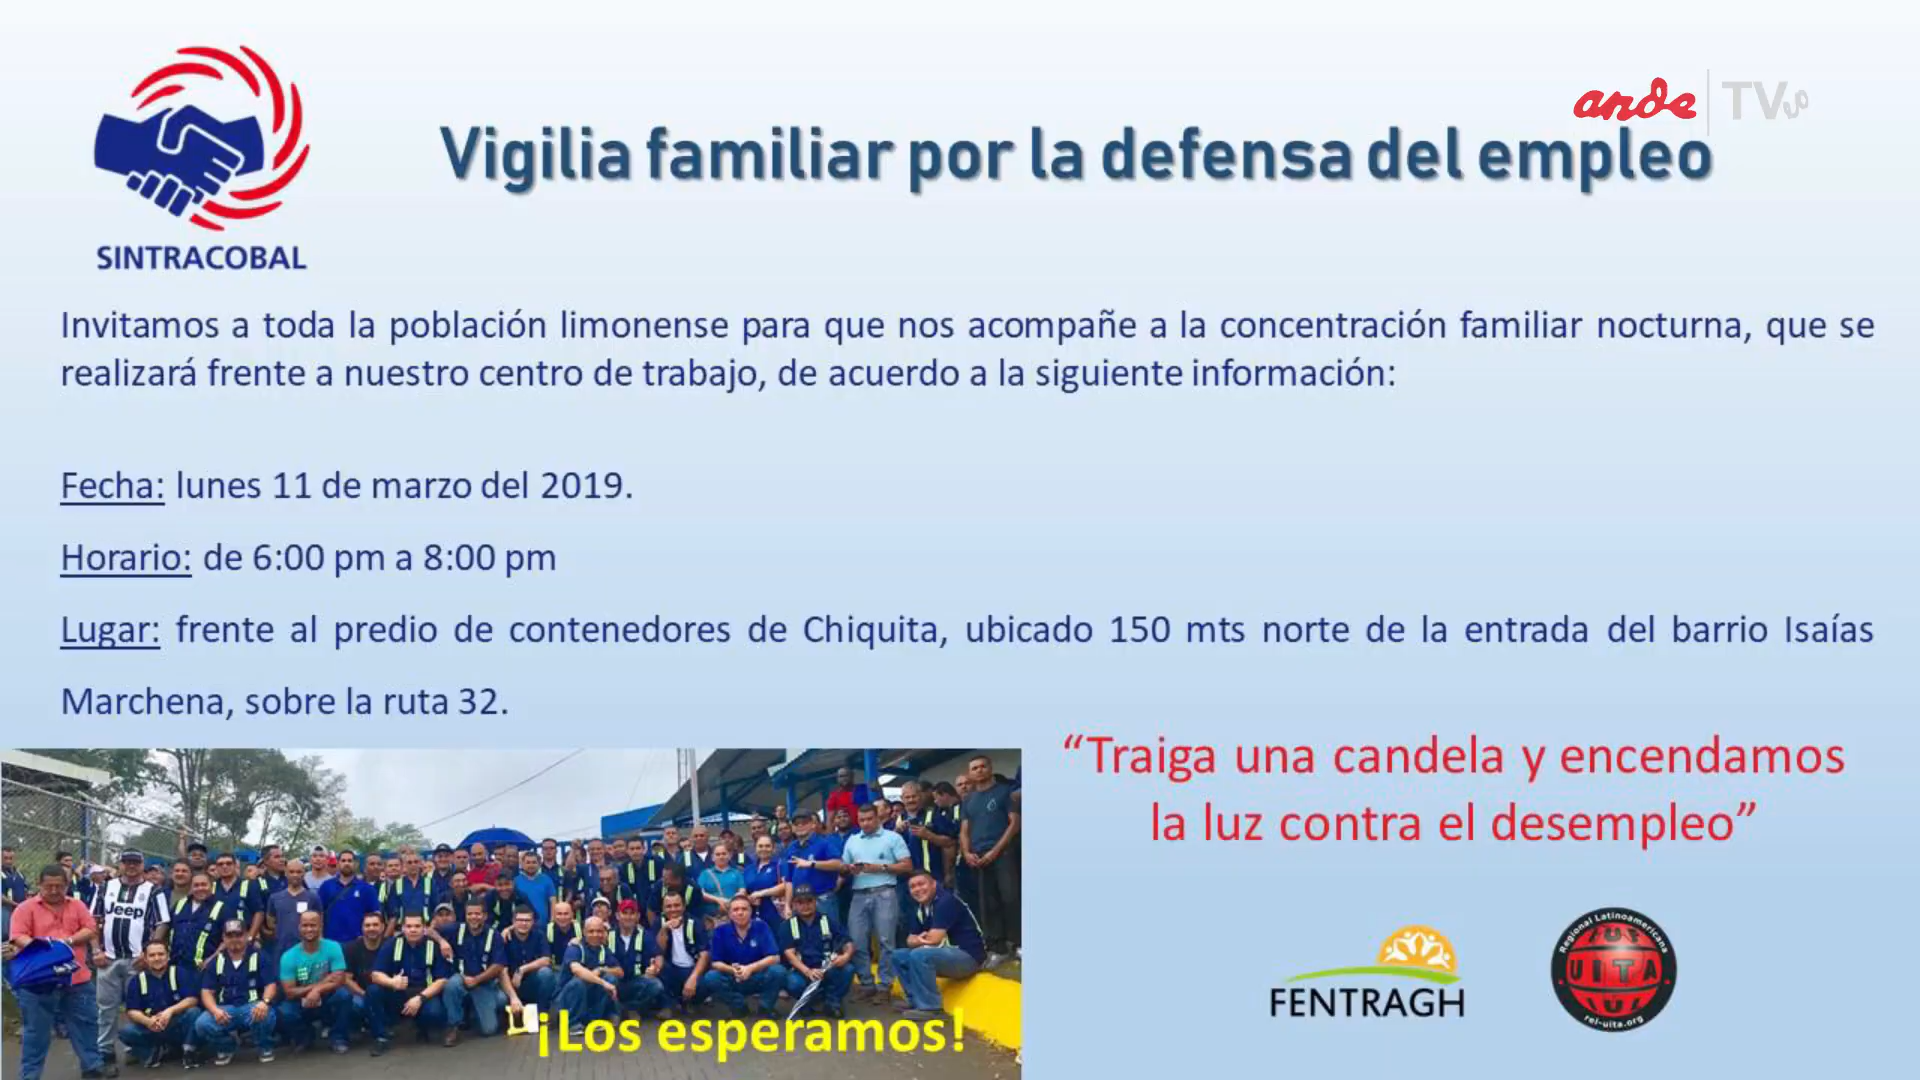 ande TV
Vigilia familiar por la defensa del empleo
SINTRACOBAL
Invitamos a toda la población limonense para que nos acompañe a la concentración familiar nocturna, que se
realizará frente a nuestro centro de trabajo, de acuerdo a la siguiente información:
Fecha: lunes 11 de marzo del 2019.
Horario: de 6:00 pm a 8:00 pm
Lugar: frente al predio de contenedores de Chiquita, ubicado 150 mts norte de la entrada del barrio Isaías
Marchena, sobre la ruta 32.
“Traiga una candela y encendamos
la luz contra el desempleo”
Jeep
¡Los esperamos!
FENTRAGH
Regional Latinoamericana
UITA
rel-uita.org